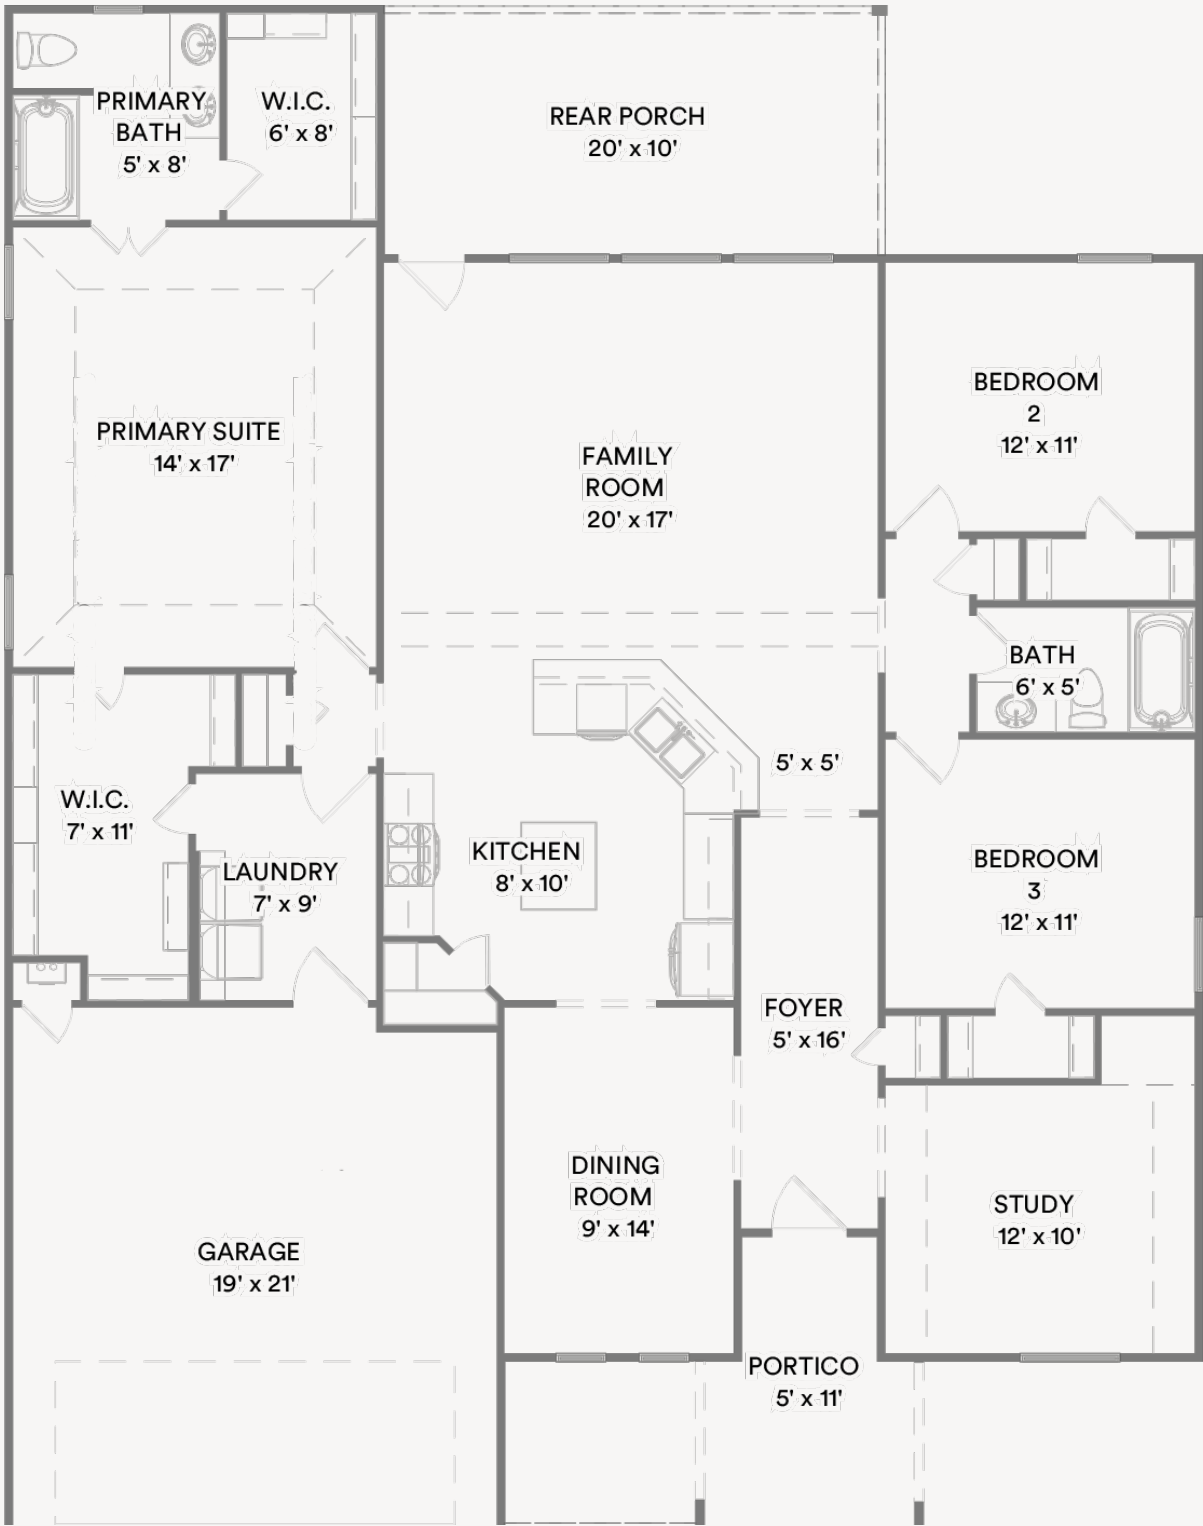 PRIMARY
BATH
5' x 8'
W.I.C.
6' x 8'
REAR PORCH
20' x 10'
PRIMARY SUITE
14' x 17'
FAMILY
ROOM
20' x 17'
BEDROOM
2
12' x 11'
BATH
6' x 5'
5' x 5'
W.I.C.
7' x 11'
LAUNDRY
7' x 9'
KITCHEN
8' x 10'
BEDROOM
3
12' x 11'
FOYER
5' x 16'
DINING
ROOM
9' x 14'
STUDY
12' x 10'
GARAGE
19' x 21'
PORTICO
5' x 11'